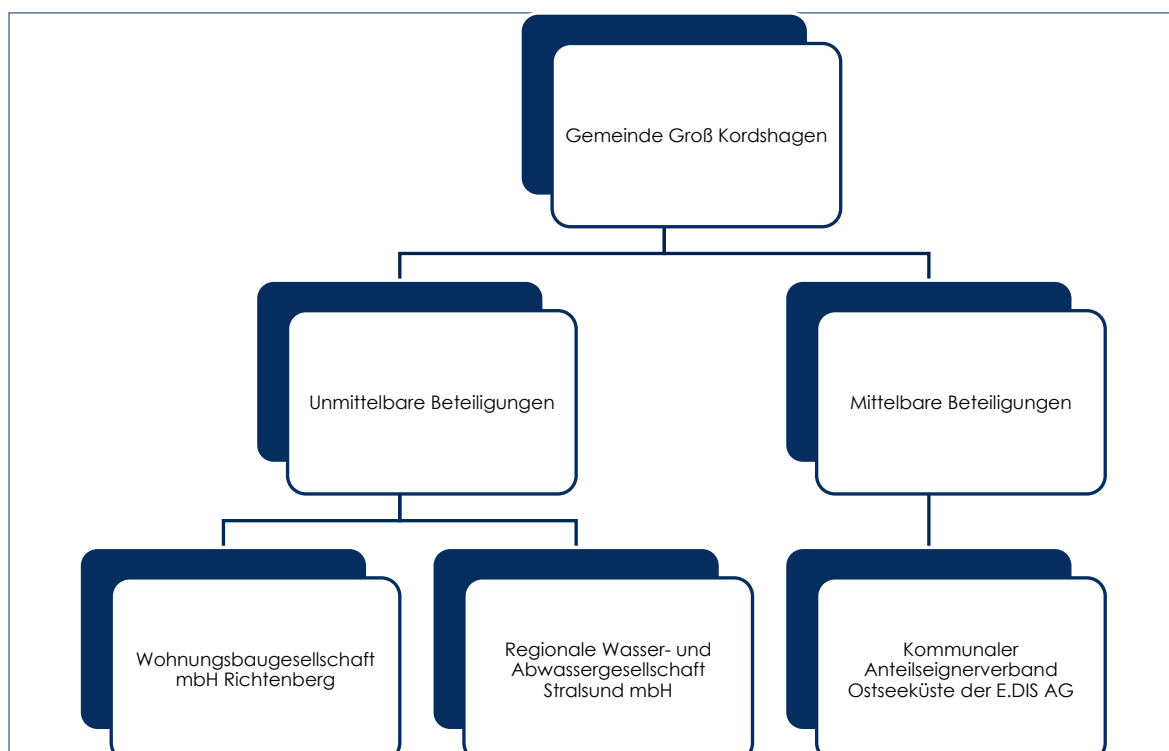 Gemeinde Groß Kordshagen
Unmittelbare Beteiligungen
Mittelbare Beteiligungen
Wohnungsbaugesellschaft
mbH Richtenberg
Regionale Wasser- und
Abwassergesellschaft
Stralsund mbH
Kommunaler
Anteilseignerverband
Ostseeküste der E.DIS AG